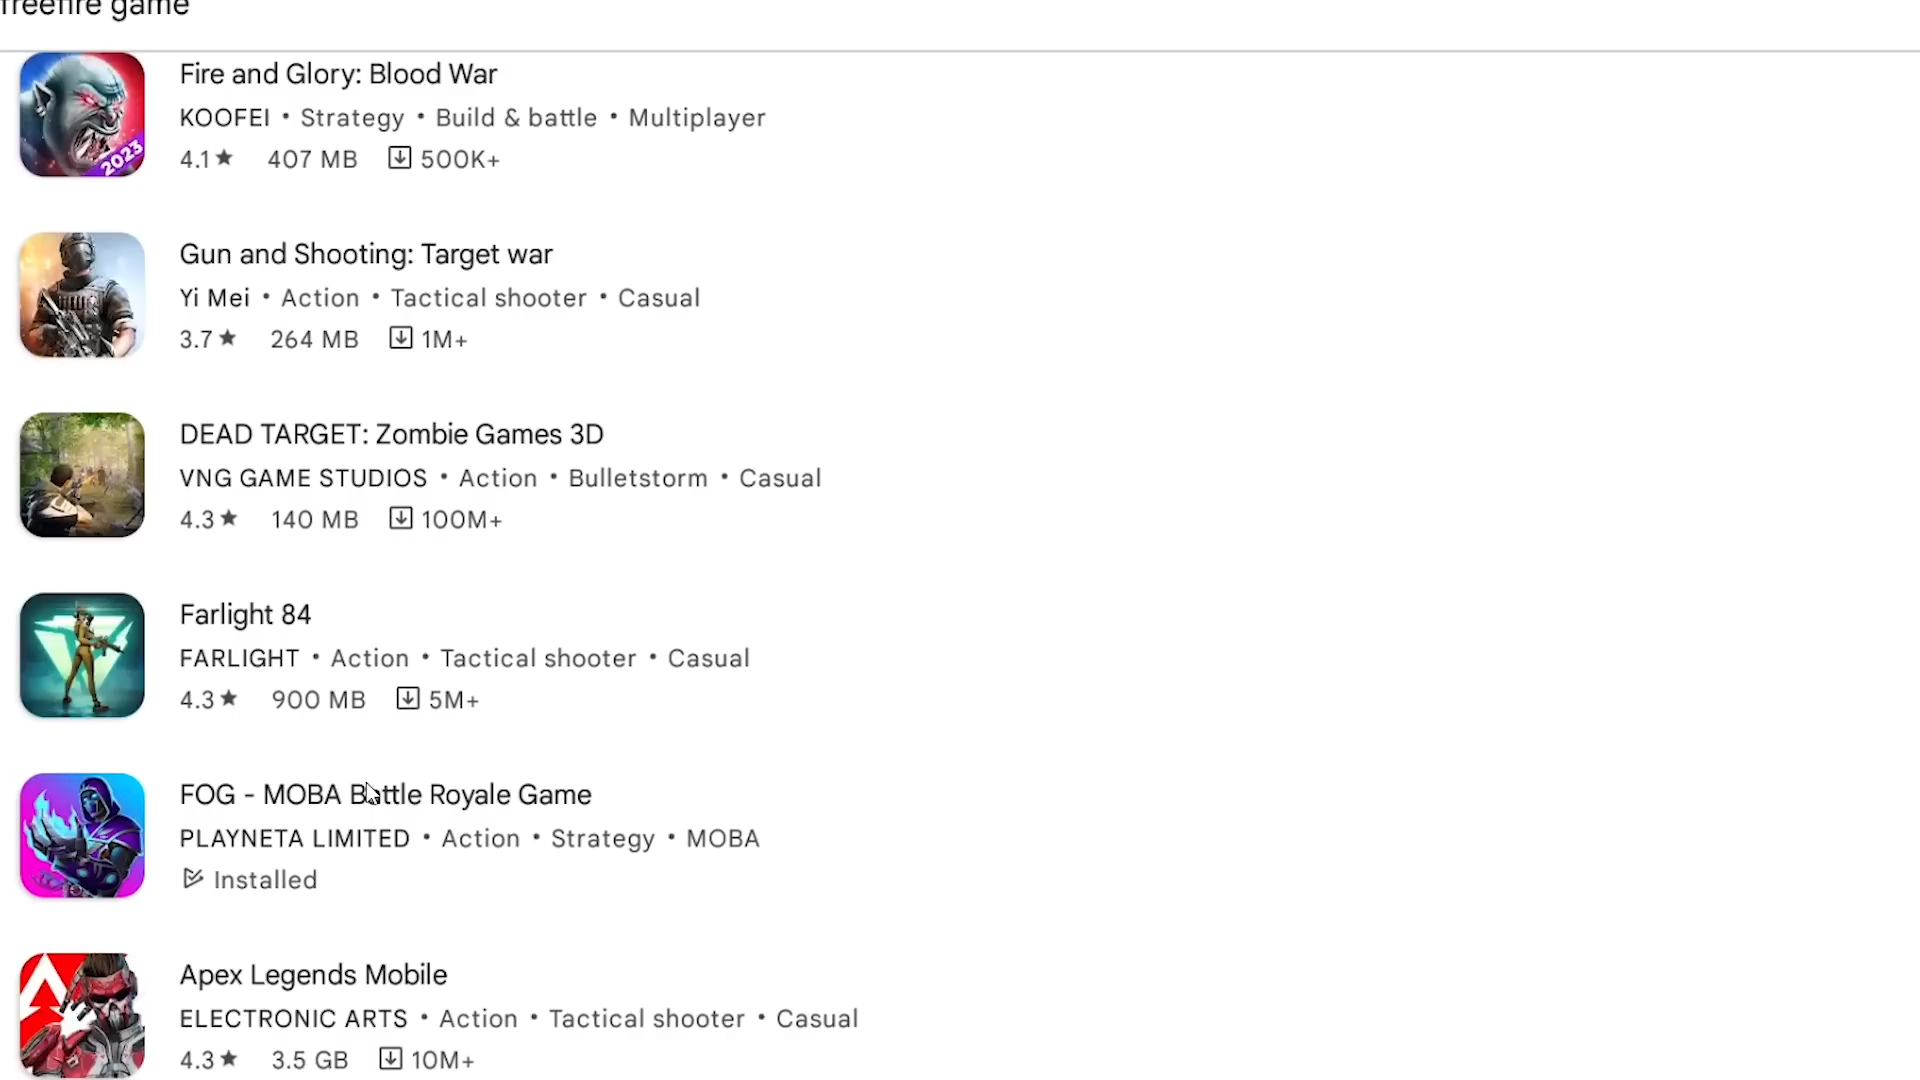 freefire game
Fire and Glory: Blood War
KOOFEI • Strategy • Build & battle • Multiplayer
4.1★ 407 MB 500K+
2023
Gun and Shooting: Target war
Yi Mei • Action • Tactical shooter • Casual
3.7★ 264 MB 1M+
DEAD TARGET: Zombie Games 3D
VNG GAME STUDIOS • Action • Bulletstorm • Casual
4.3★ 140 MB 100M+
Farlight 84
FARLIGHT • Action • Tactical shooter • Casual
4.3★ 900 MB 5M+
FOG - MOBA Battle Royale Game
PLAYNETA LIMITED • Action • Strategy • MOBA
Installed
Apex Legends Mobile
ELECTRONIC ARTS • Action • Tactical shooter • Casual
4.3★ 3.5 GB 10M+